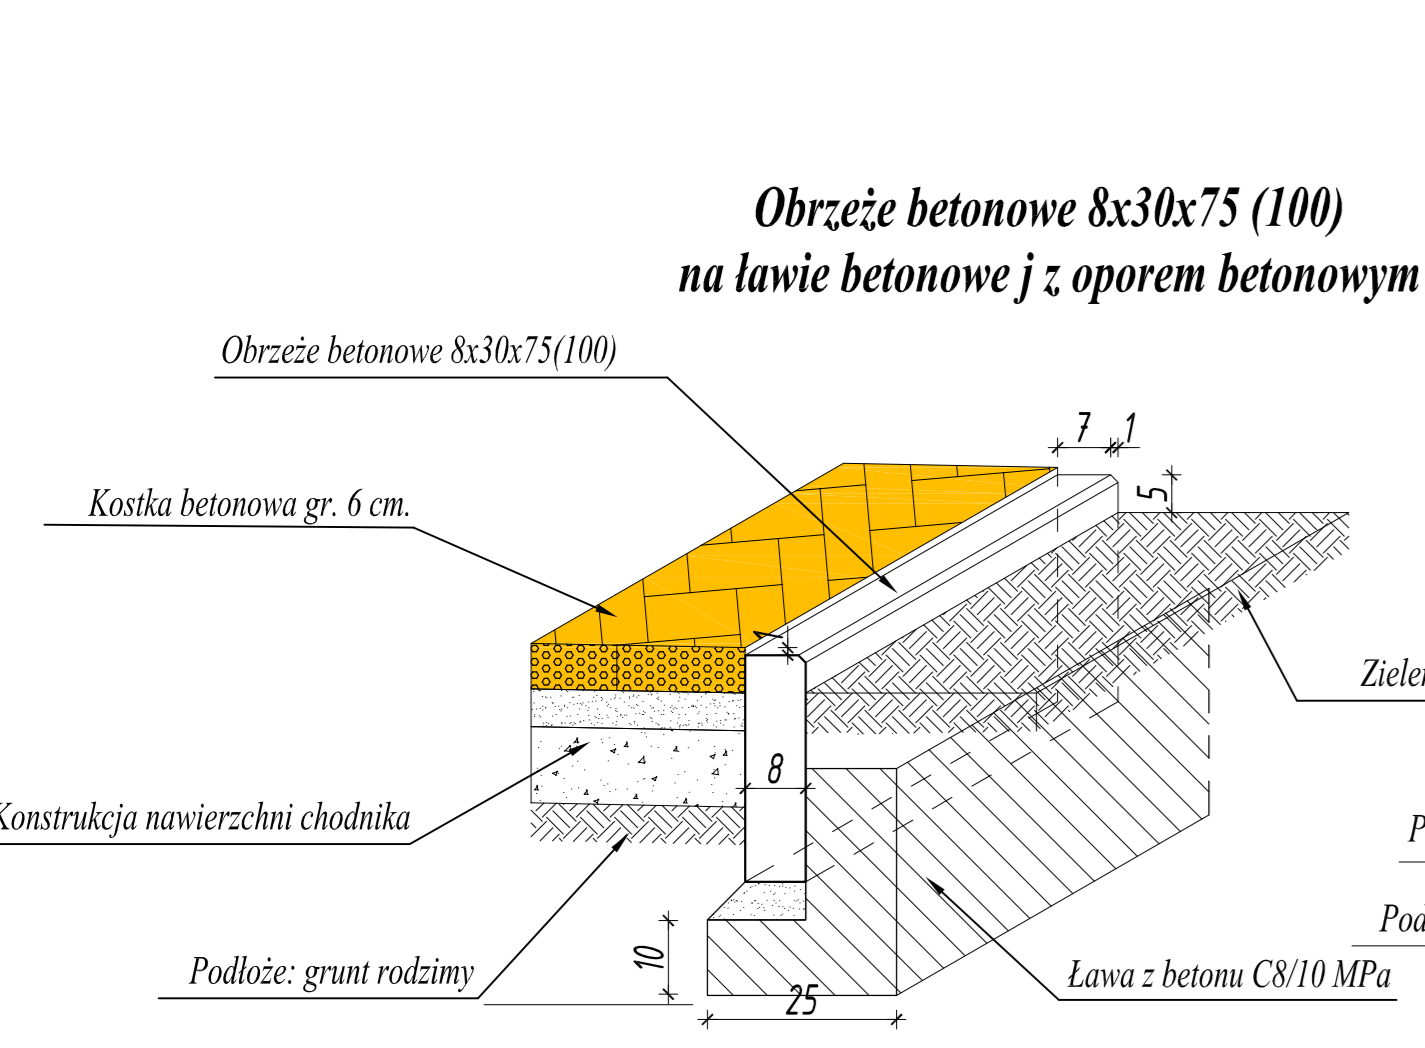 Obrzeże betonowe 8x30x75 (100)
na ławie betonowe j z oporem betonowym
Obrzeże betonowe 8x30x75(100)
7
1
Kostka betonowa gr. 6 cm.
5
1
8
Konstrukcja nawierzchni chodnika
10
Podłoże: grunt rodzimy
25
Ława z betonu C8/10 MPa